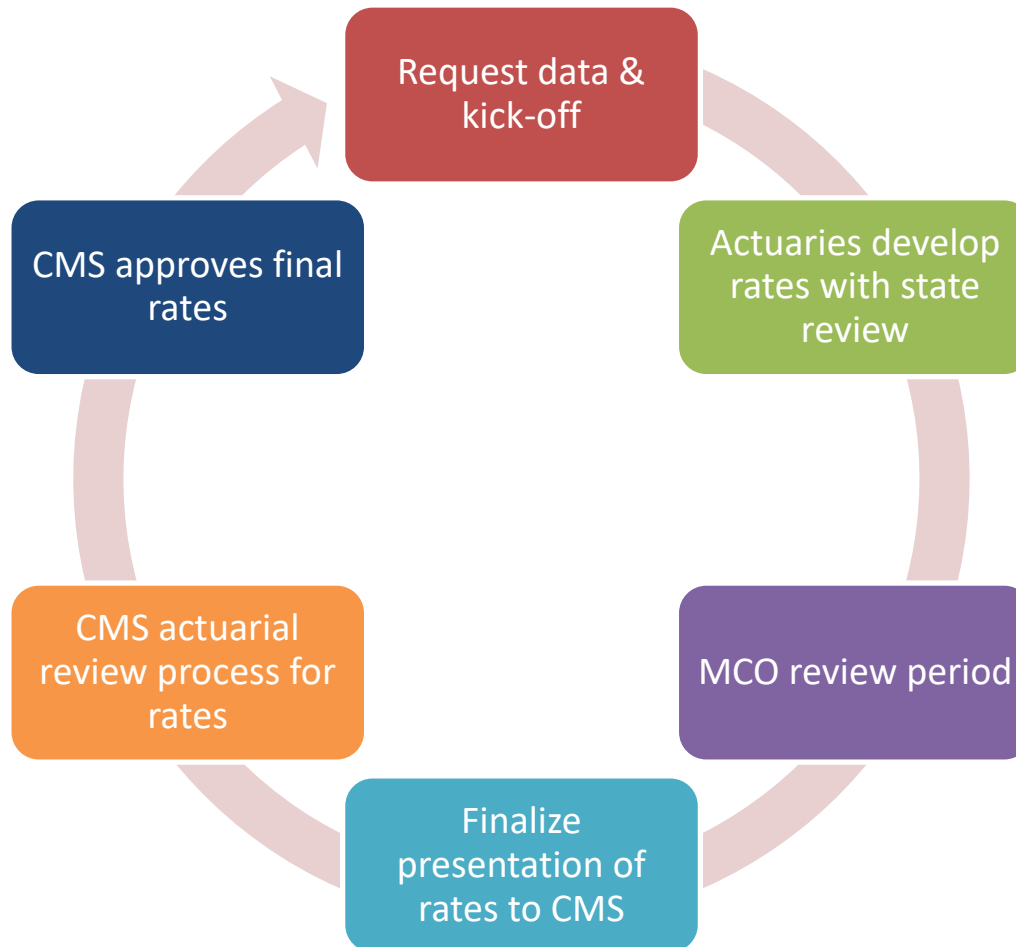 Request data &
kick-off
Actuaries develop
rates with state
review
MCO review period
Finalize
presentation of
rates to CMS
CMS actuarial
review process for
rates
CMS approves final
rates